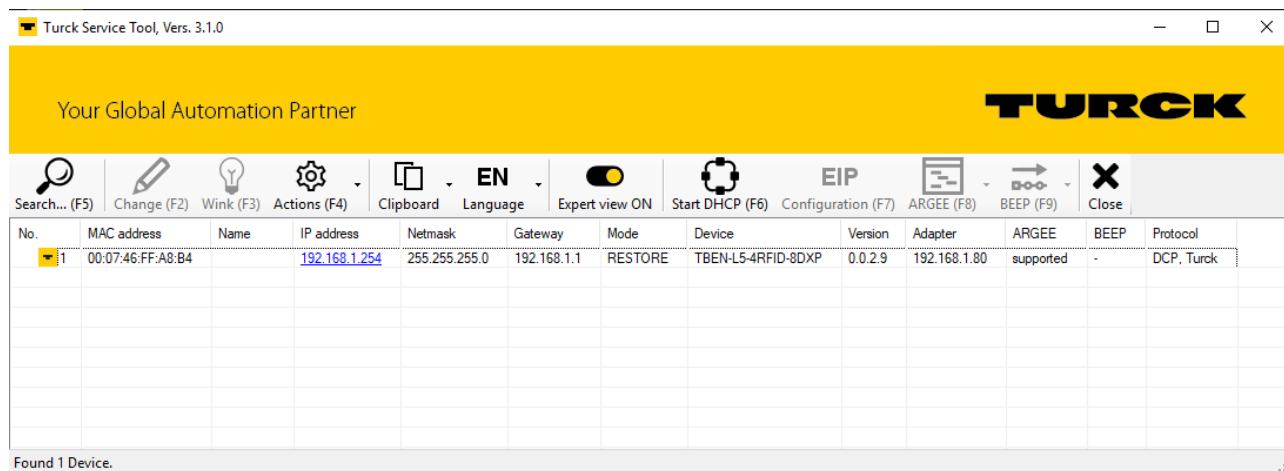 Turck Service Tool, Vers. 3.1.0
Your Global Automation Partner
TURCK
EN EIP
Search... (F5) Change (F2) Wink (F3) Actions (F4) Clipboard Language Expert view ON Start DHCP (F6) Configuration (F7) ARGEE (F8) BEEP (F9) Close
No. MAC address Name IP address Netmask Gateway Mode Device Version Adapter ARGEE BEEP Protocol
1 00:07:46:FF:A8:B4 192.168.1.254 255.255.255.0 192.168.1.1 RESTORE TBEN-L5-4RFID-8DXP 0.0.2.9 192.168.1.80 supported - DCP, Turck
Found 1 Device.